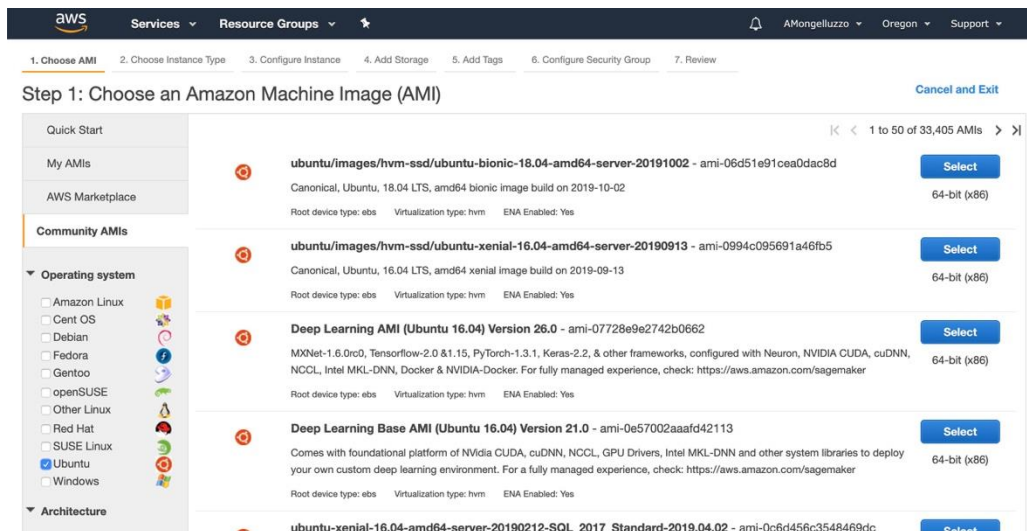 aws Services Resource Groups AMongelluzzo Oregon Support
1. Choose AMI 2. Choose Instance Type 3. Configure Instance 4. Add Storage 5. Add Tags 6. Configure Security Group 7. Review
Step 1: Choose an Amazon Machine Image (AMI)
Cancel and Exit
Quick Start
My AMIs
AWS Marketplace
Community AMIs
Operating system
Amazon Linux
Cent OS
Debian
Fedora
Gentoo
openSUSE
Other Linux
Red Hat
SUSE Linux
Ubuntu
Windows
Architecture
1 to 50 of 33,405 AMIs
ubuntu/images/hvm-ssd/ubuntu-bionic-18.04-amd64-server-20191002 - ami-06d51e91cea0dac8d
Canonical, Ubuntu, 18.04 LTS, amd64 bionic image build on 2019-10-02
Root device type: ebs Virtualization type: hvm ENA Enabled: Yes
Select
64-bit (x86)
ubuntu/images/hvm-ssd/ubuntu-xenial-16.04-amd64-server-20190913 - ami-0994c095691a46fb5
Canonical, Ubuntu, 16.04 LTS, amd64 xenial image build on 2019-09-13
Root device type: ebs Virtualization type: hvm ENA Enabled: Yes
Select
64-bit (x86)
Deep Learning AMI (Ubuntu 16.04) Version 26.0 - ami-07728e9e2742b0662
MXNet-1.6.0rc0, Tensorflow-2.0 &1.15, PyTorch-1.3.1, Keras-2.2, & other frameworks, configured with Neuron, NVIDIA CUDA, cuDNN,
NCCL, Intel MKL-DNN, Docker & NVIDIA-Docker. For fully managed experience, check: https://aws.amazon.com/sagemaker
Root device type: ebs Virtualization type: hvm ENA Enabled: Yes
Select
64-bit (x86)
Deep Learning Base AMI (Ubuntu 16.04) Version 21.0 - ami-0e57002aaafd42113
Comes with foundational platform of NVidia CUDA, cuDNN, NCCL, GPU Drivers, Intel MKL-DNN and other system libraries to deploy
your own custom deep learning environment. For a fully managed experience, check: https://aws.amazon.com/sagemaker
Root device type: ebs Virtualization type: hvm ENA Enabled: Yes
Select
64-bit (x86)
ubuntu-xenial-16.04-amd64-server-20190212-SQL_2017_Standard-2019.04.02 - ami-0c6d456c3548469dc
Select